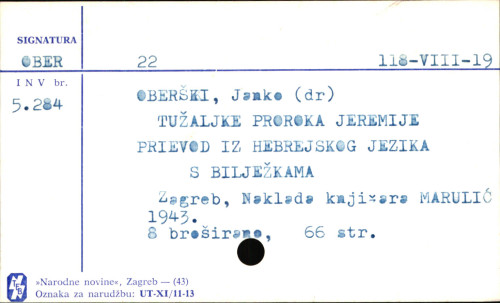 SIGNATURA
OBER 22 118-VIII-19
INV br.
5.284
OBERŠKI, Janko (dr)
TUŽALJKE PROROKA JEREMIJE
PRIEVOD IZ HEBREJSKOG JEZIKA
S BILJEŽKAMA
Zagreb, Naklada knjižara MARULIĆ
1943.
8 broširano, 66 str.
»Narodne novine«, Zagreb — (43)
Oznaka za narudžbu: UT-XI/11-13